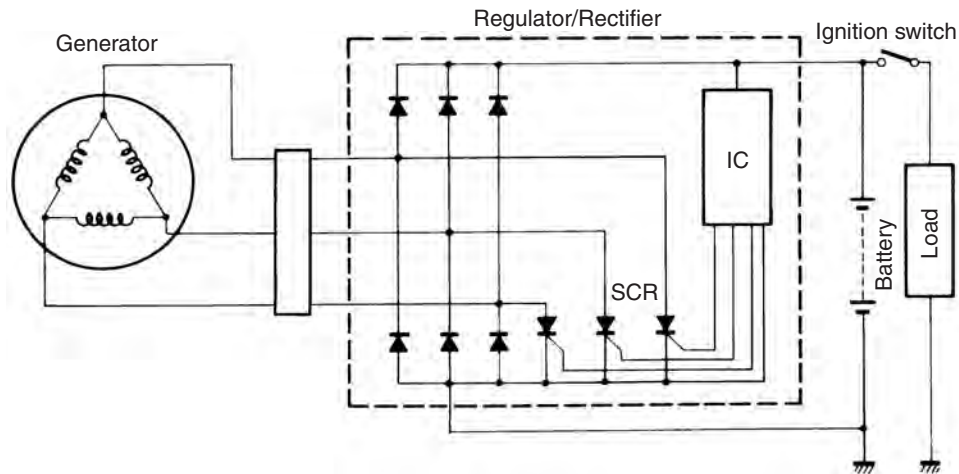 Regulator/Rectifier
Ignition switch
Generator
IC
SCR
Battery
Load